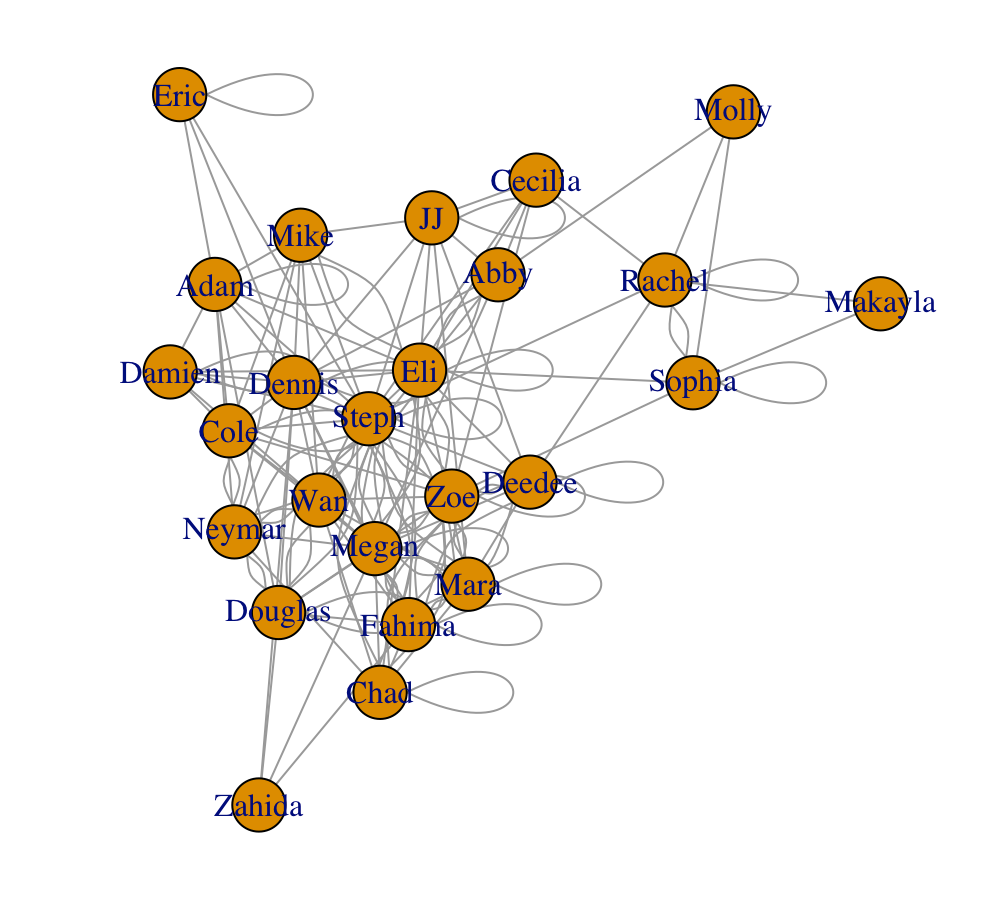 Eric
Molly
Cecilia
JJ
Mike
Abby
Rachel
Adam
Makayla
Damien
Dennis
Eli
Sophia
Steph
Cole
Deedee
Zoe
Wan
Neymar
Megan
Mara
Douglas
Fahima
Chad
Zahida